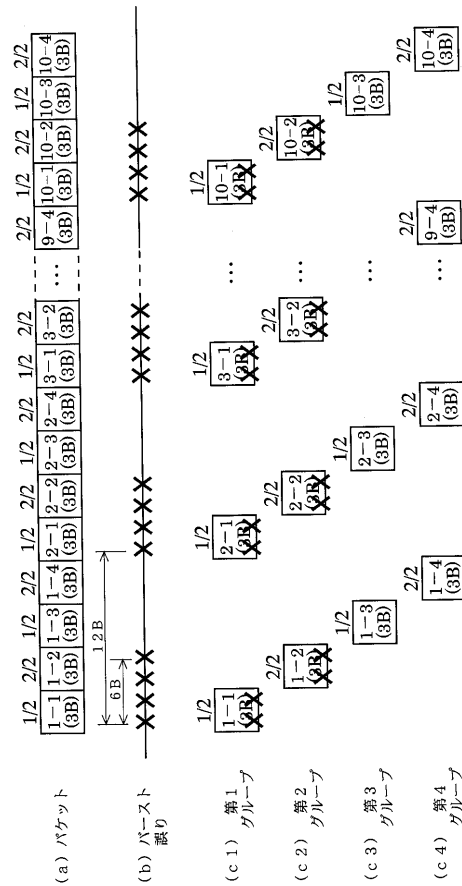 1/2 2/2 1/2 2/2 1/2 2/2 1/2 2/2 1/2 2/2 2/2 1/2 2/2 1/2 2/2
(a) パケット 1−1 1−2 1−3 1−4 2−1 2−2 2−3 2−4 3−1 3−2 ··· 9−4 10−1 10−2 10−3 10−4
(3B) (3B) (3B) (3B) (3B) (3B) (3B) (3B) (3B) (3B) (3B) (3B) (3B) (3B) (3B)
12B
6B
(b) バースト
誤り
1/2 1/2 1/2 1/2
(c1) 第1
グループ
1−1 2−1 3−1 ··· 10−1
(3B) (3B) (3B) (3B)
2/2 2/2 2/2 2/2
(c2) 第2
グループ
1−2 2−2 3−2 ··· 10−2
(3B) (3B) (3B) (3B)
1/2 1/2 1/2
(c3) 第3
グループ
1−3 2−3 ··· 10−3
(3B) (3B) (3B)
2/2 2/2 2/2 2/2
(c4) 第4
グループ
1−4 2−4 ··· 9−4 10−4
(3B) (3B) (3B) (3B)